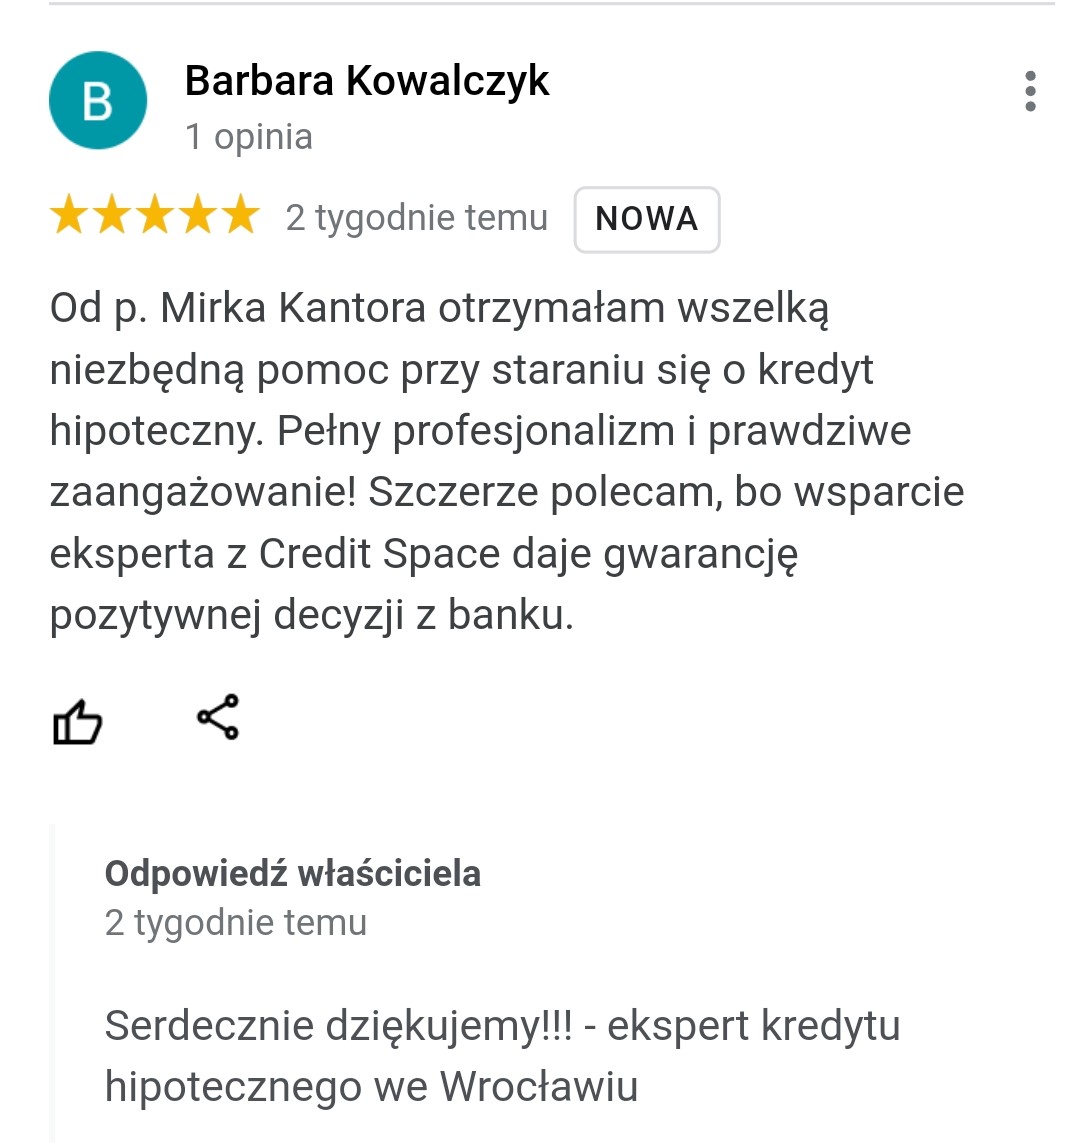 B
Barbara Kowalczyk
1 opinia
2 tygodnie temu NOWA
Od p. Mirka Kantora otrzymałam wszelką
niezbędną pomoc przy staraniu się o kredyt
hipoteczny. Pełny profesjonalizm i prawdziwe
zaangażowanie! Szczerze polecam, bo wsparcie
eksperta z Credit Space daje gwarancję
pozytywnej decyzji z banku.
Odpowiedź właściciela
2 tygodnie temu
Serdecznie dziękujemy!!! - ekspert kredytu
hipotecznego we Wrocławiu